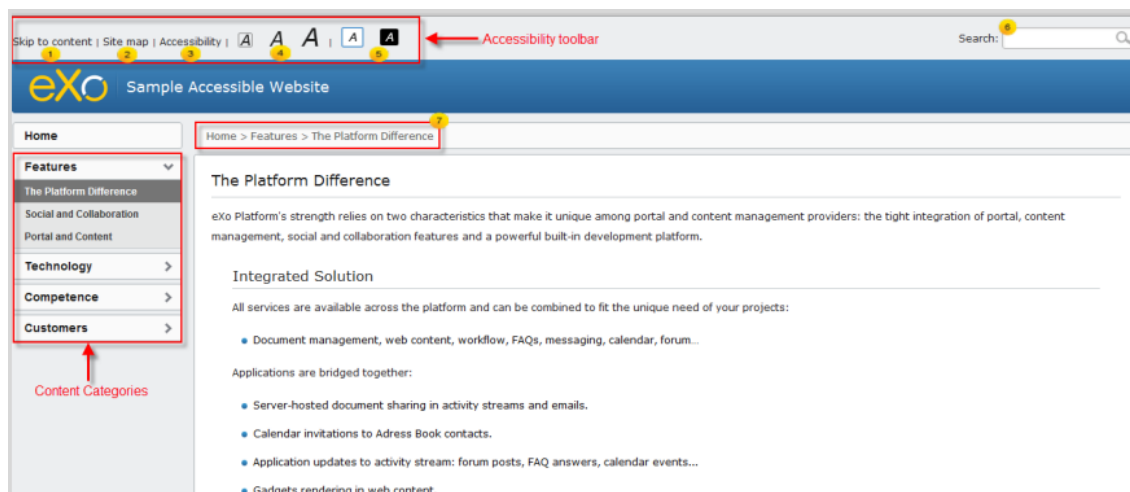 Skip to content | Site map | Accessibility | A A A | A A
Accessibility toolbar
Search:
1 2 3 4 5 6
eXo Sample Accessible Website
Home
Home > Features > The Platform Difference
7
Features
The Platform Difference
Social and Collaboration
Portal and Content
Technology
Competence
Customers
Content Categories
The Platform Difference
eXo Platform's strength relies on two characteristics that make it unique among portal and content management providers: the tight integration of portal, content
management, social and collaboration features and a powerful built-in development platform.
Integrated Solution
All services are available across the platform and can be combined to fit the unique need of your projects:
Document management, web content, workflow, FAQs, messaging, calendar, forum...
Applications are bridged together:
Server-hosted document sharing in activity streams and emails.
Calendar invitations to Adress Book contacts.
Application updates to activity stream: forum posts, FAQ answers, calendar events...
Gadgets rendering in web content